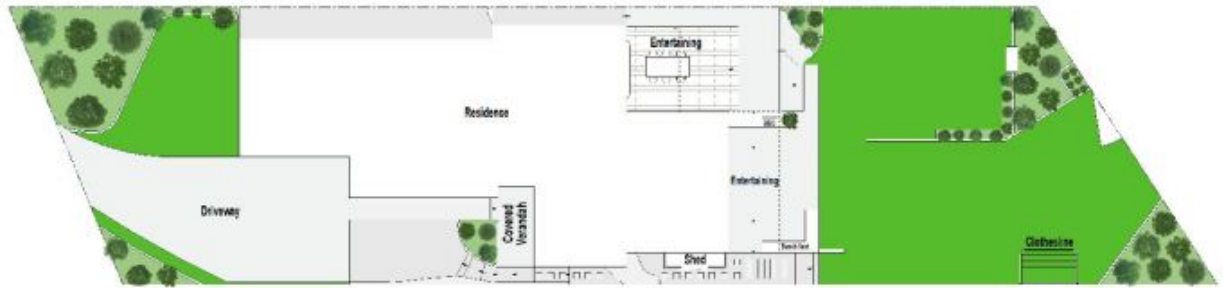 Entertaining
Residence
Entertaining
Driveway
Covered
Verandah
Clothesline
Shed